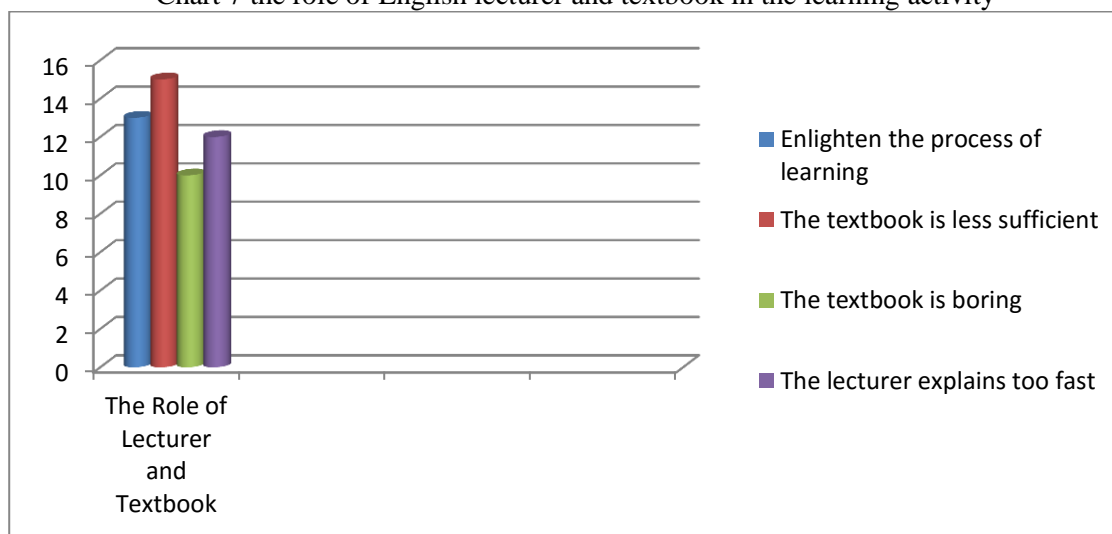 Chart 7 the role of English lecturer and textbook in the learning activity
16
14
12
10
8
6
4
2
0
The Role of
Lecturer
and
Textbook
Enlighten the process of
learning
The textbook is less sufficient
The textbook is boring
The lecturer explains too fast